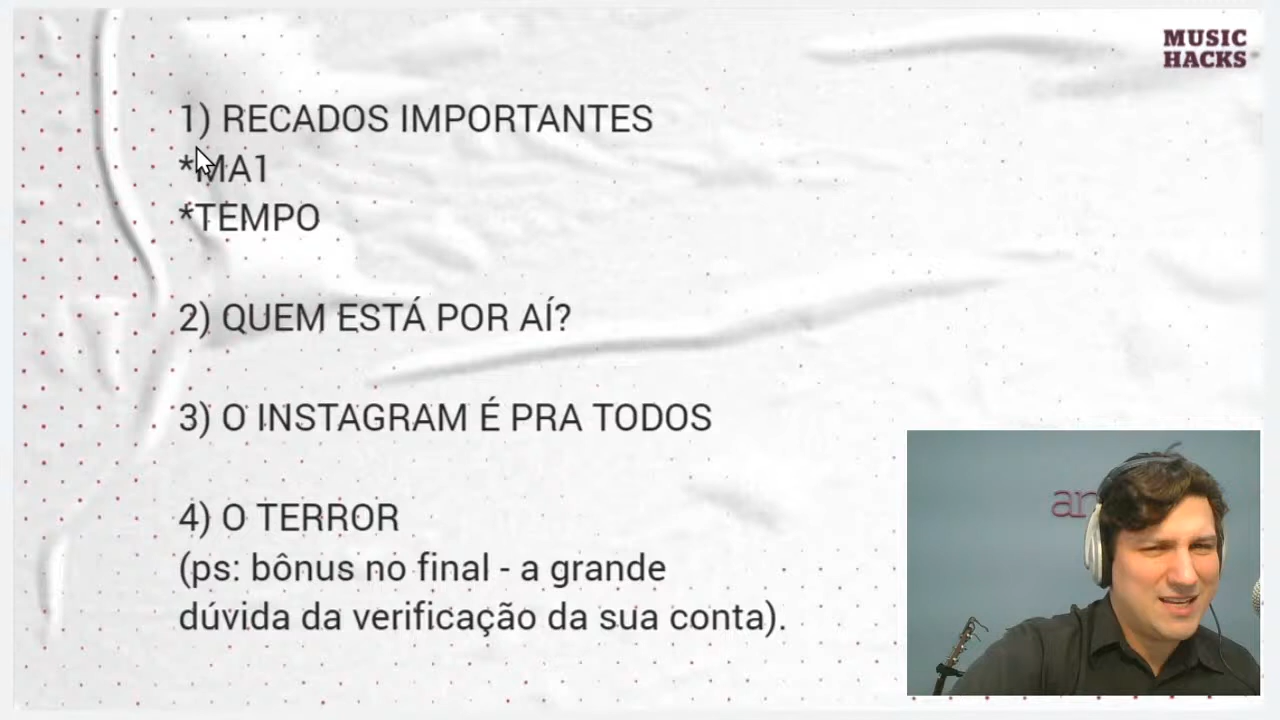 MUSIC
HACKS
1) RECADOS IMPORTANTES
*MA1
*TEMPO
2) QUEM ESTÁ POR AÍ?
3) O INSTAGRAM É PRA TODOS
4) O TERROR
(ps: bônus no final - a grande
dúvida da verificação da sua conta).